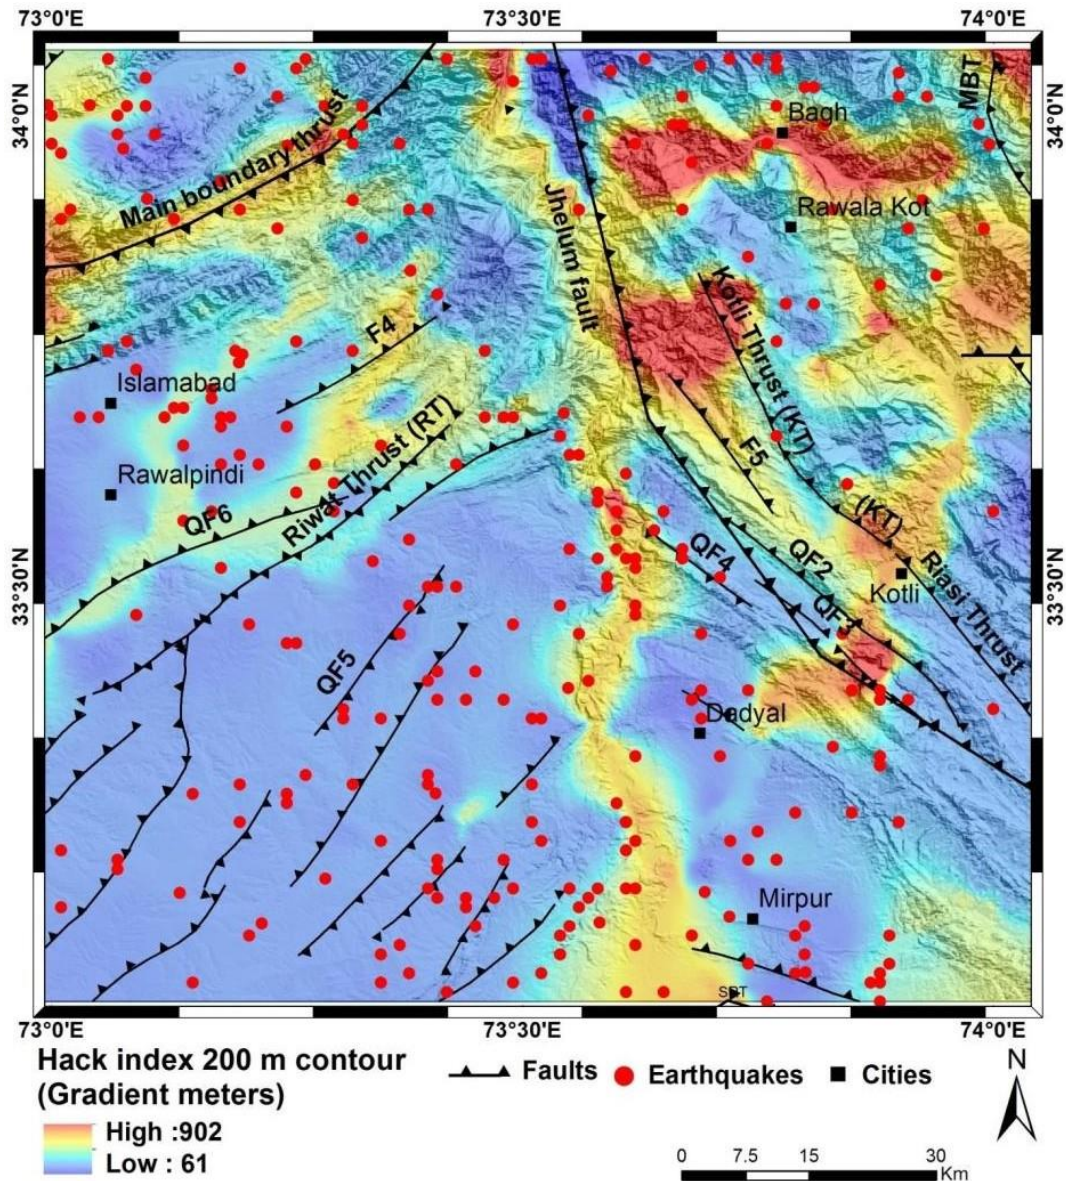 73°0'E
73°30'E
74°0'E
34°0'N
34°0'N
MBT
Bagh
Main boundary thrust
Rawala Kot
Jhelum fault
Kotli Thrust (KT)
F4
Islamabad
Riwat Thrust (RT)
F5
Rawalpindi
(KT)
QF6
QF4
QF2
Riasi Thrust
33°30'N
33°30'N
Kotli
QF5
Dadyal
Mirpur
73°0'E
73°30'E
74°0'E
Hack index 200 m contour
(Gradient meters)
Faults
Earthquakes
Cities
N
High :902
Low : 61
0 7.5 15 30
Km